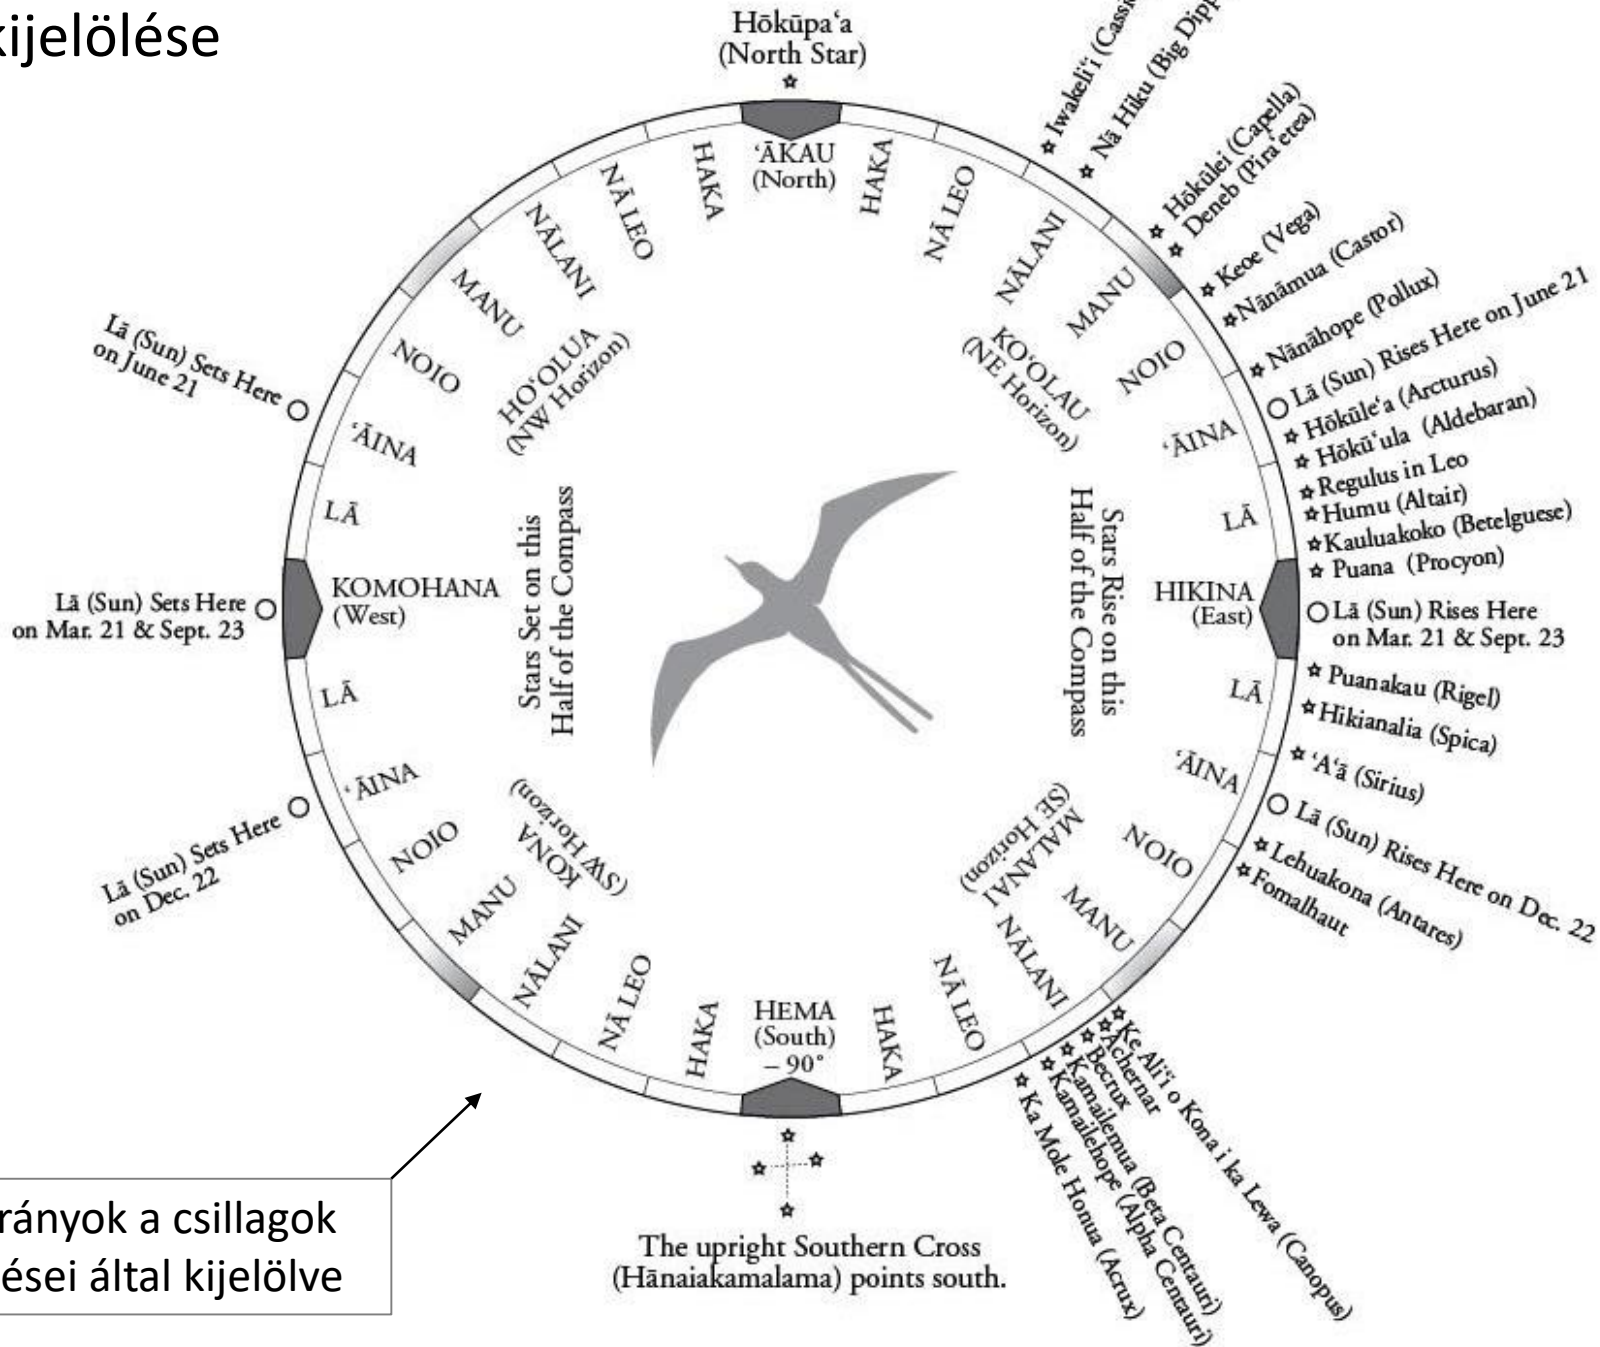 kijelölése
Hōkūpaʻa
(North Star)
Nā Hiku (Big
Hōkūlei (Capella)
Deneb (Piraʻetea)
Keoe (Vega)
Nānāmua (Castor)
Nānāhope (Pollux)
Lā (Sun) Rises Here on June 21
Hōkūleʻa (Arcturus)
Hōkūʻula (Aldebaran)
Regulus in Leo
Humu (Altair)
Kauluakoko (Betelguese)
Puana (Procyon)
Lā (Sun) Rises Here
on Mar. 21 & Sept. 23
Puanakau (Rigel)
Hikianalia (Spica)
ʻAʻā (Sirius)
Lā (Sun) Rises Here on Dec. 22
Lehuakona (Antares)
Fomalhaut
Ke Aliʻi o Kona i ka Lewa (Canopus)
Achernar
Becrux
Kamailemua (Beta Centauri)
Kamailehope (Alpha Centauri)
Ka Mole Honua (Acrux)
ʻĀKAU
(North)
HAKA
NĀ LEO
NĀLANI
MANU
NOIO
ʻĀINA
LĀ
HIKINA
(East)
LĀ
ʻĀINA
NOIO
MANU
NĀLANI
NĀ LEO
HAKA
HEMA
(South)
– 90°
HAKA
NĀ LEO
NĀLANI
MANU
NOIO
ʻĀINA
LĀ
KOMOHANA
(West)
LĀ
ʻĀINA
NOIO
MANU
NĀLANI
NĀ LEO
HAKA
HOʻOLUA
(NW Horizon)
KOʻOLAU
(NE Horizon)
Stars Set on this
Half of the Compass
Stars Rise on this
Half of the Compass
KONA
(SW Horizon)
MALANAI
(SE Horizon)
Lā (Sun) Sets Here
on June 21
Lā (Sun) Sets Here
on Mar. 21 & Sept. 23
Lā (Sun) Sets Here
on Dec. 22
The upright Southern Cross
(Hānaiakamalama) points south.
a csillagok
által kijelölve